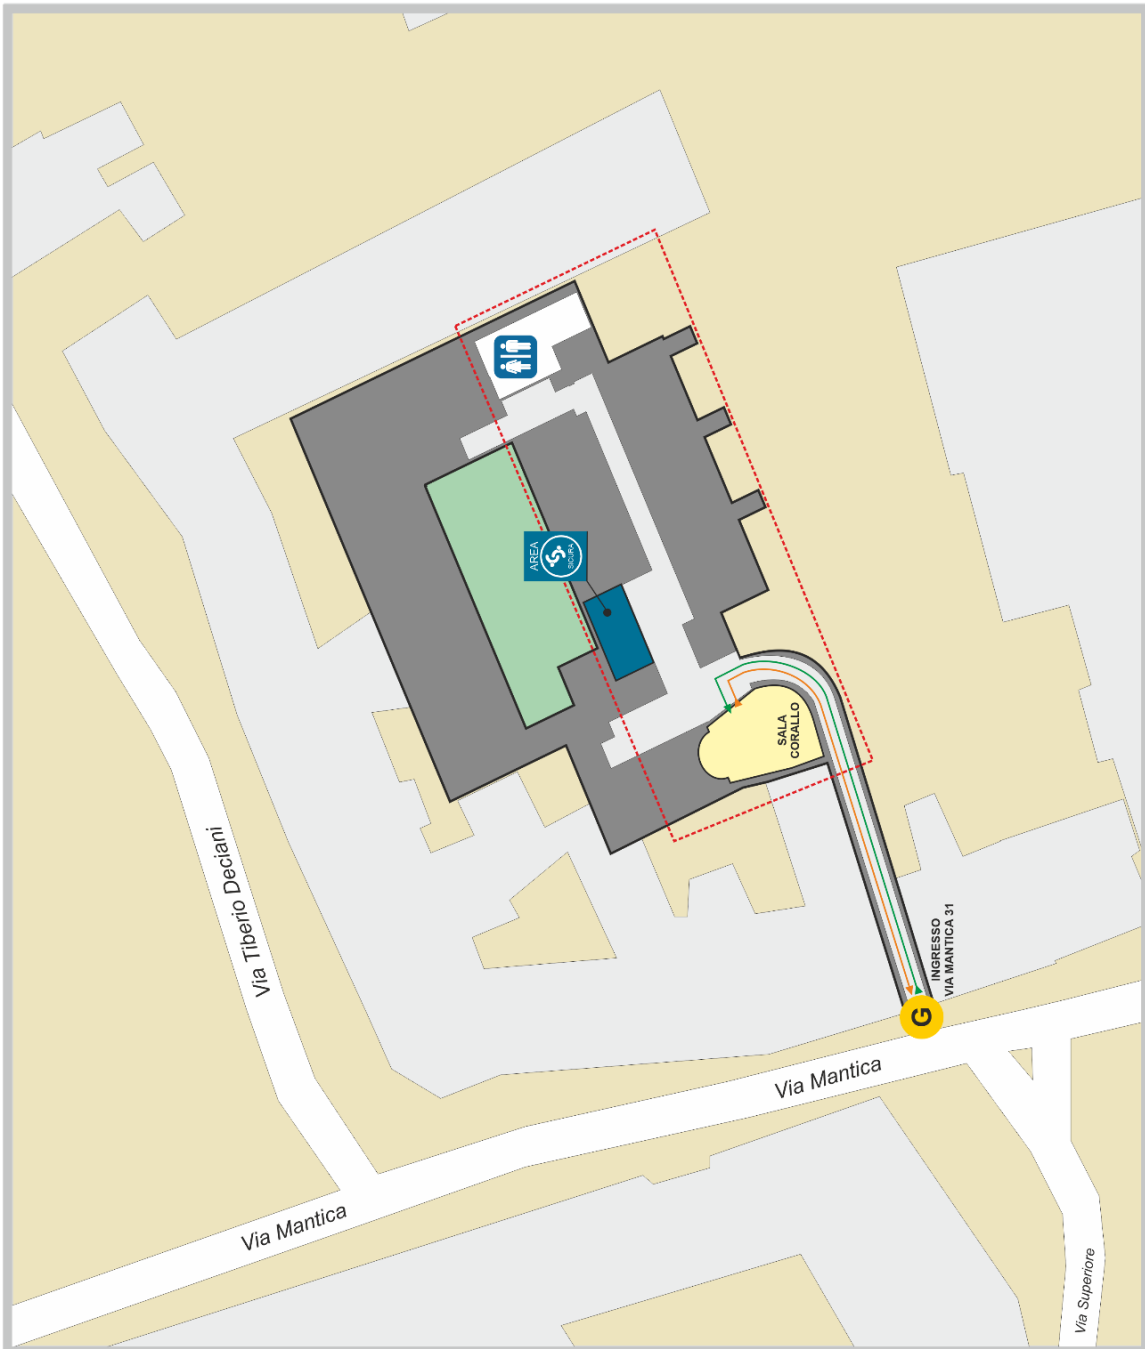 AREA
SICURA
SALA
CORALLO
Via Tiberio Deciani
INGRESSO
VIA MANTICA 31
G
Via Mantica
Via Mantica
Via Superiore